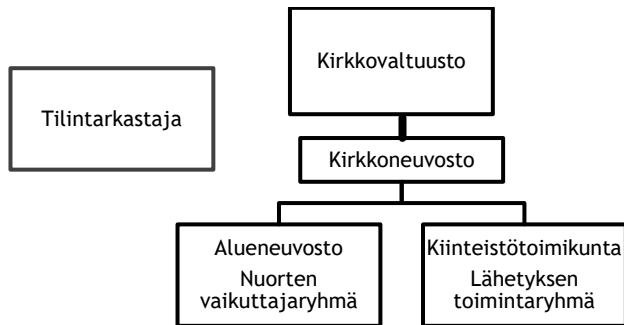 Kirkkovaltuusto
Tilintarkastaja
Kirkkoneuvosto
Alueneuvosto
Nuorten
vaikuttajaryhmä
Kiinteistötoimikunta
Lähetyksen
toimintaryhmä